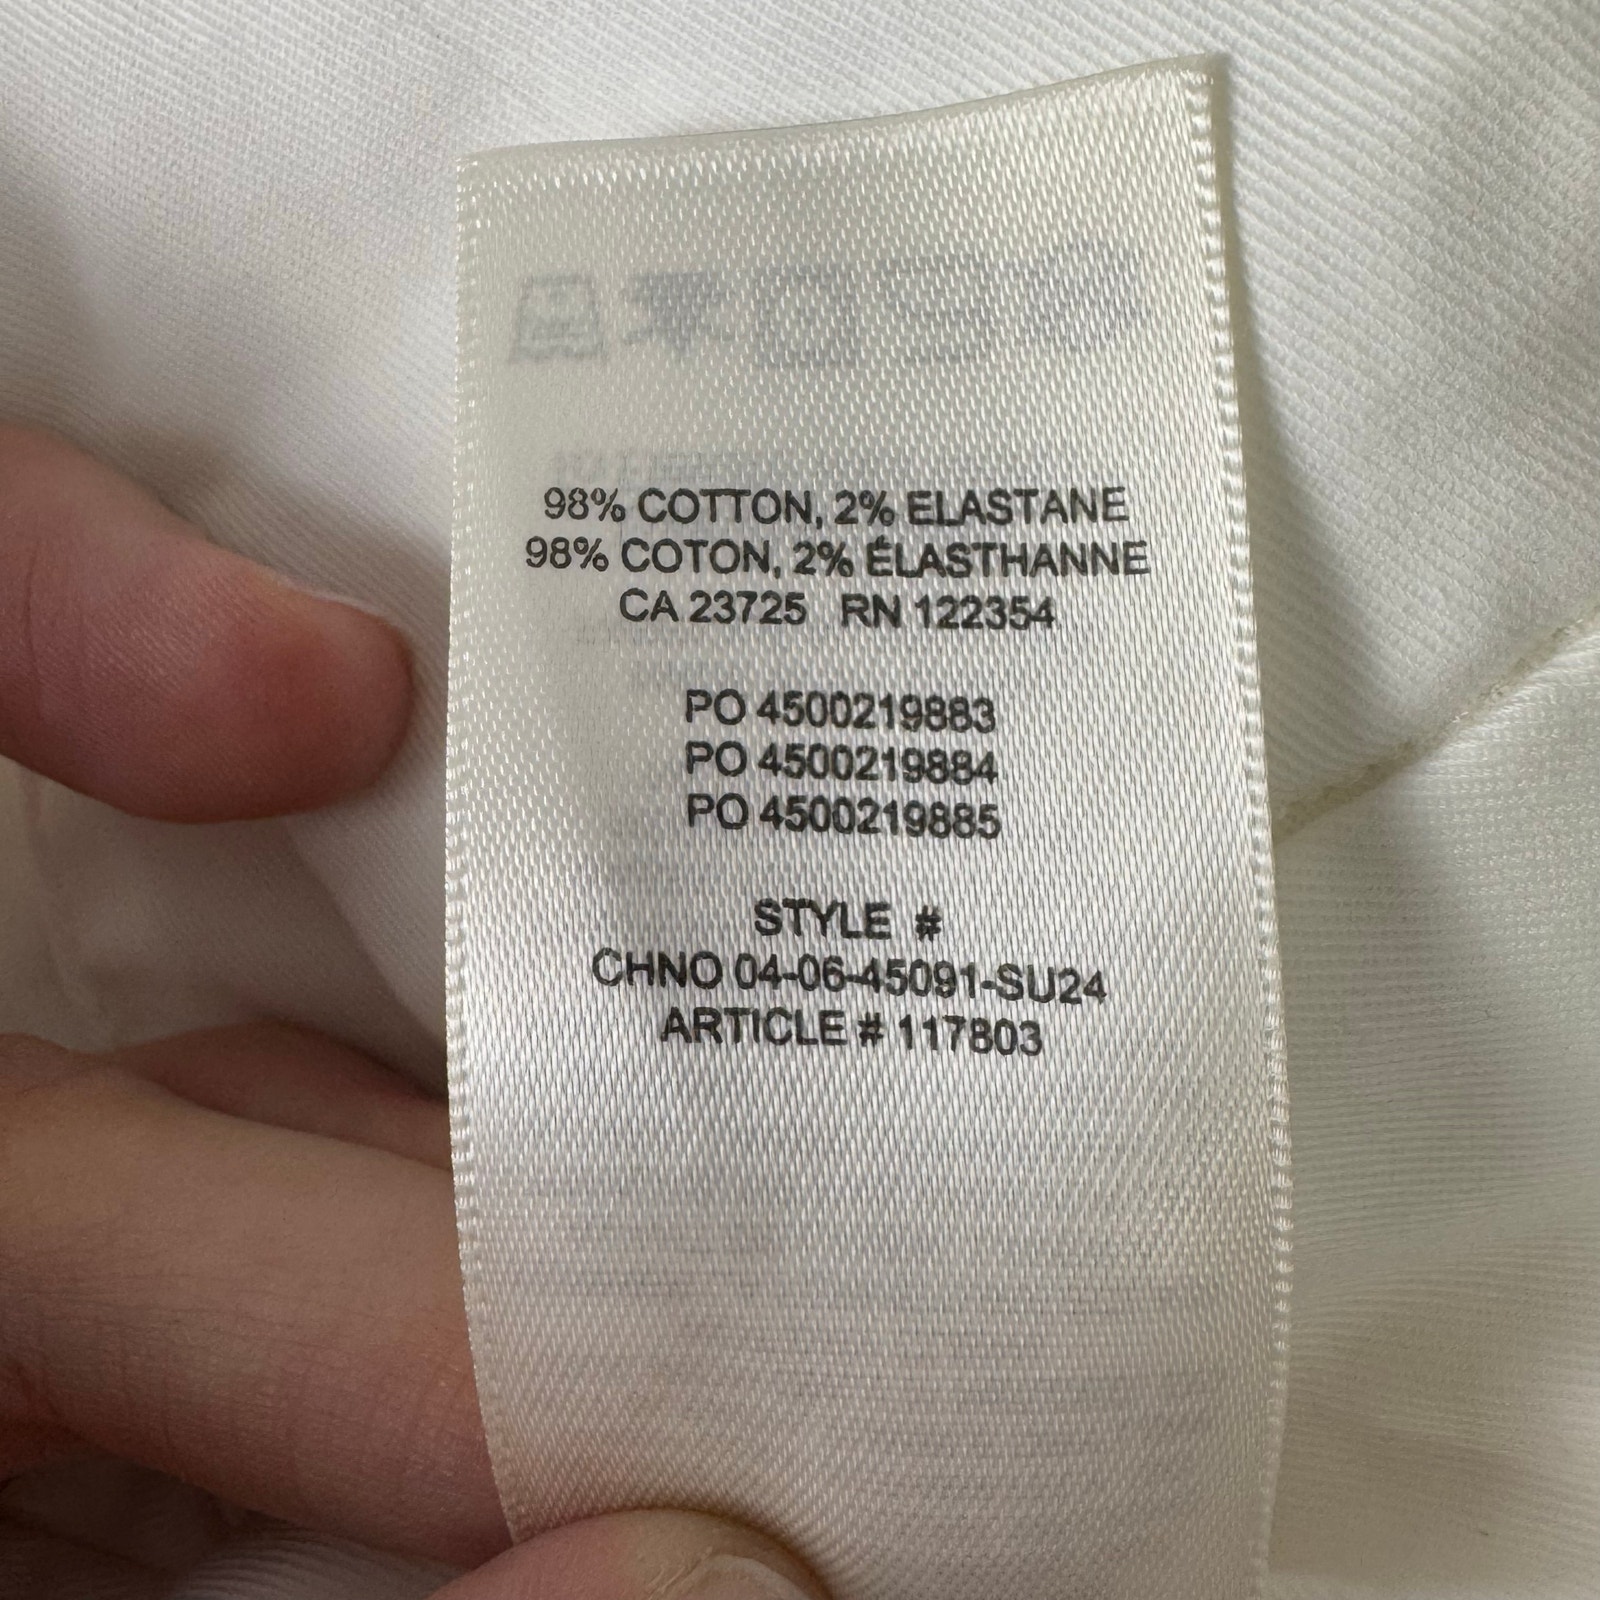 98% COTTON, 2% ELASTANE
98% COTON, 2% ÉLASTHANNE
CA 23725 RN 122354
PO 4500219883
PO 4500219884
PO 4500219885
STYLE #
CHNO 04-06-45091-SU24
ARTICLE # 117803